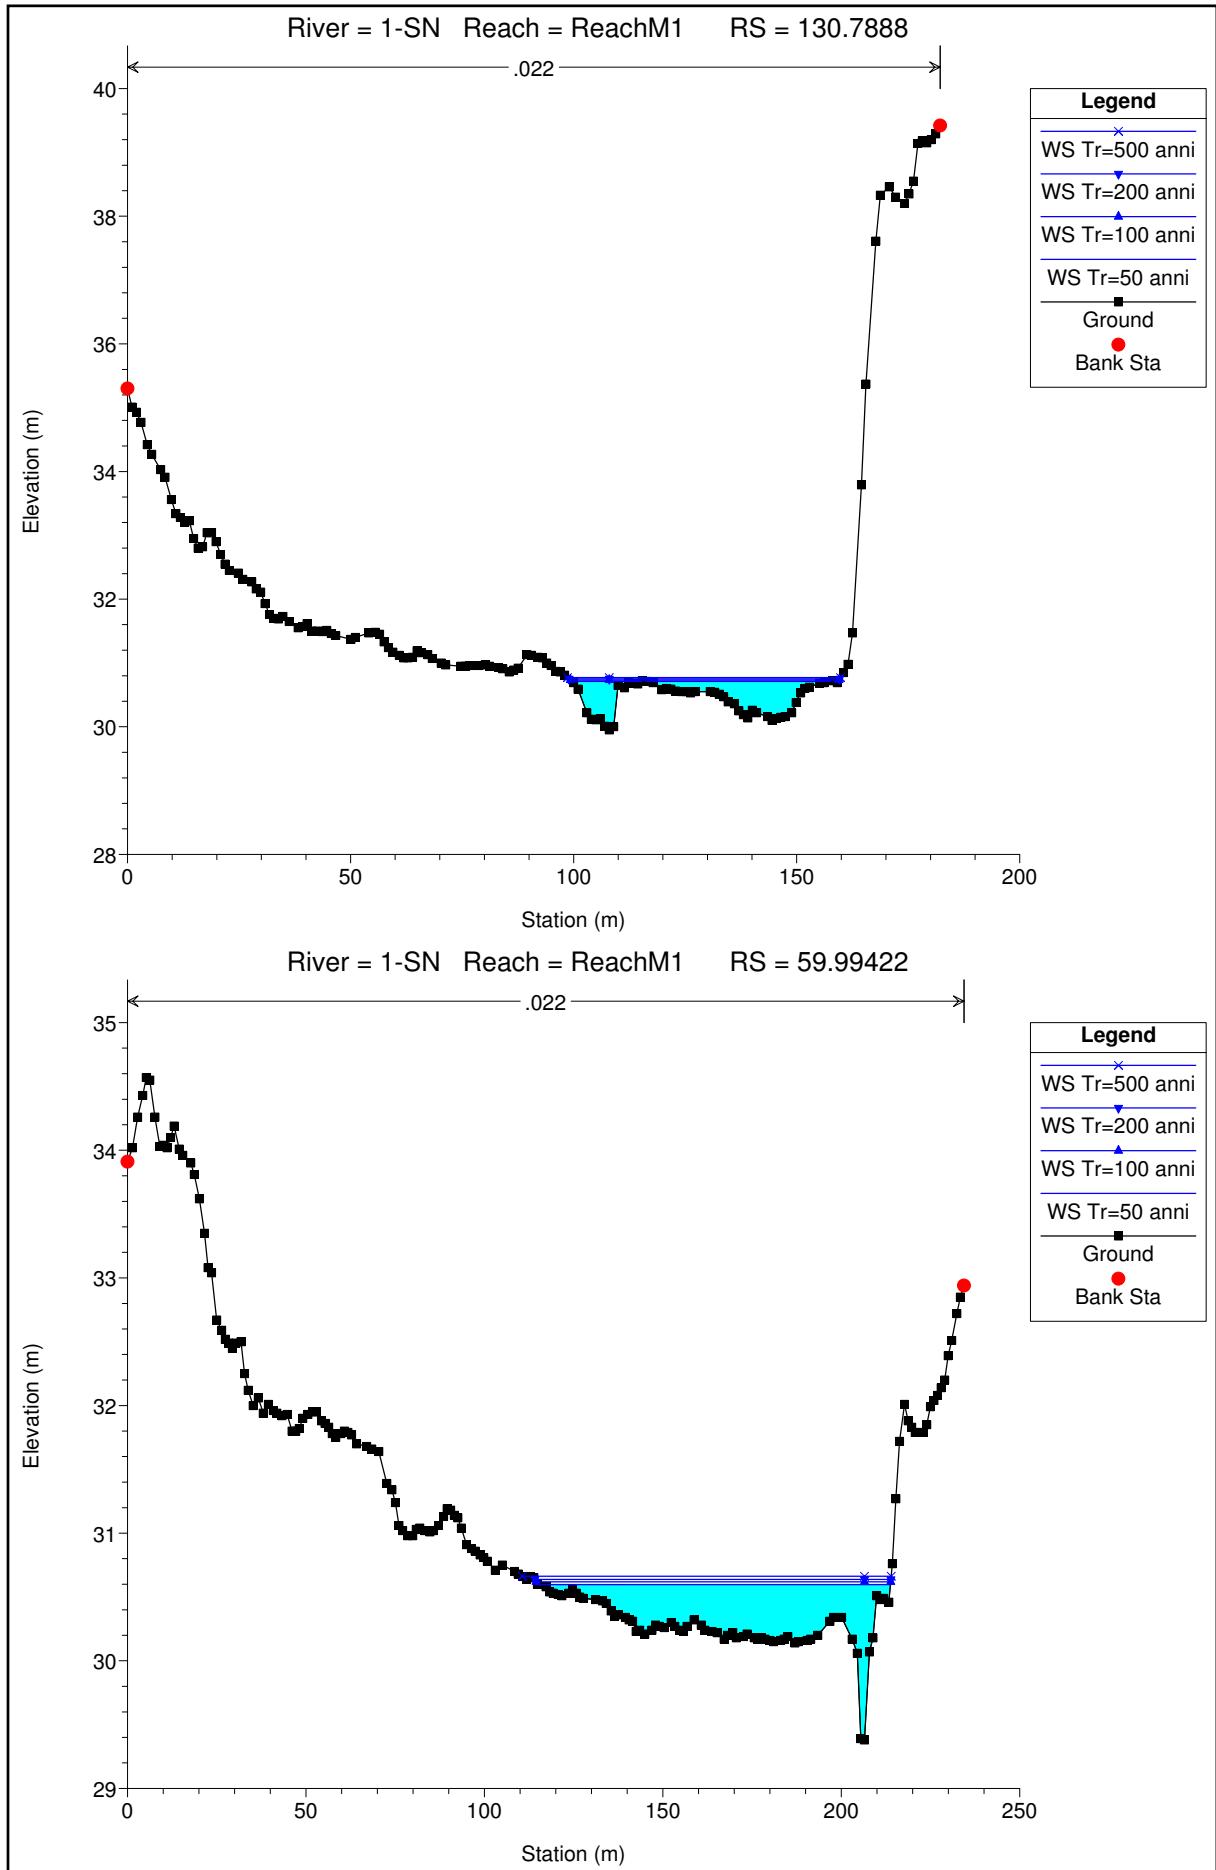 River = 1-SN Reach = ReachM1 RS = 130.7888
.022
40
38
36
34
32
30
28
Elevation (m)
0 50 100 150 200
Station (m)
Legend
WS Tr=500 anni
WS Tr=200 anni
WS Tr=100 anni
WS Tr=50 anni
Ground
Bank Sta
River = 1-SN Reach = ReachM1 RS = 59.99422
.022
35
34
33
32
31
30
29
Elevation (m)
0 50 100 150 200 250
Station (m)
Legend
WS Tr=500 anni
WS Tr=200 anni
WS Tr=100 anni
WS Tr=50 anni
Ground
Bank Sta